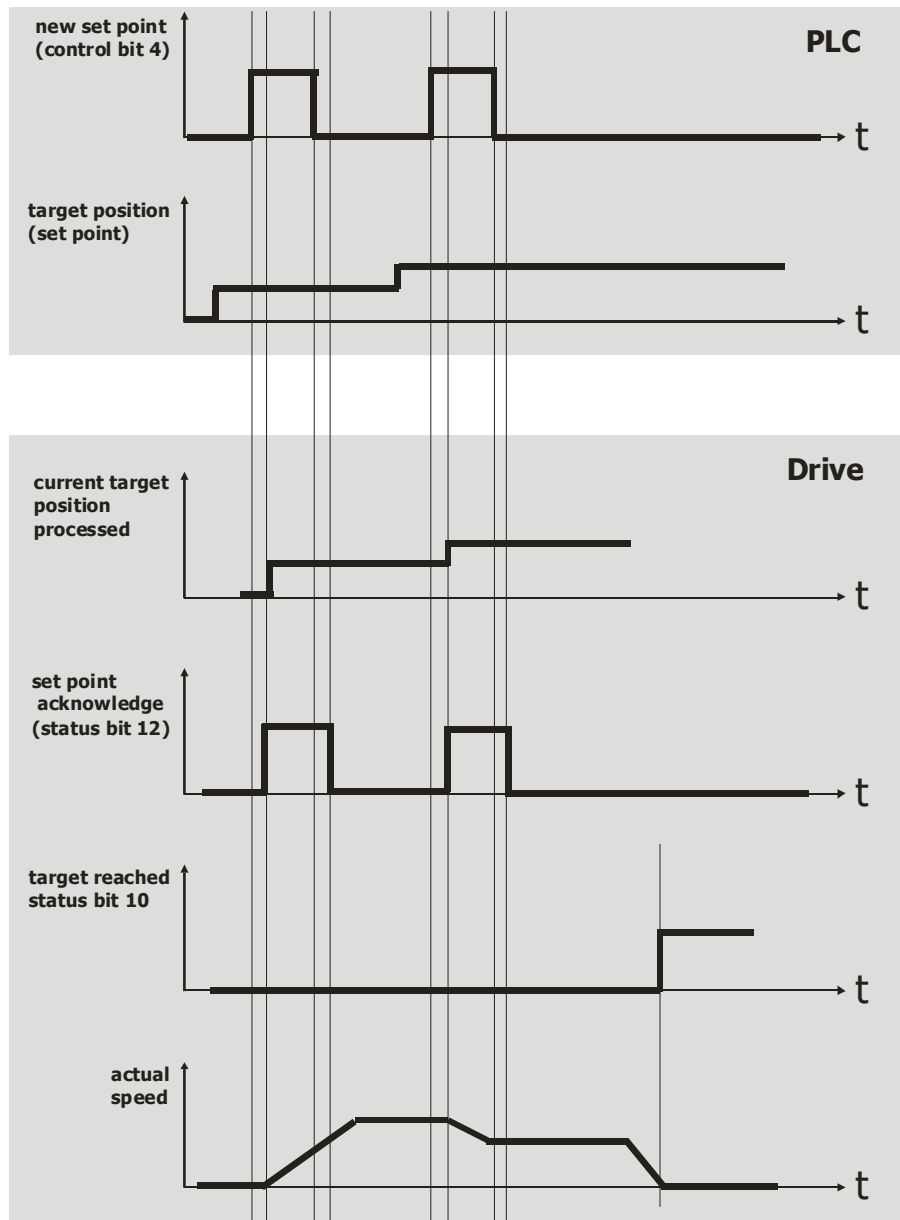 new set point
(control bit 4)
PLC
t
target position
(set point)
t
Drive
current target
position
processed
t
set point
acknowledge
(status bit 12)
t
target reached
status bit 10
t
actual
speed
t